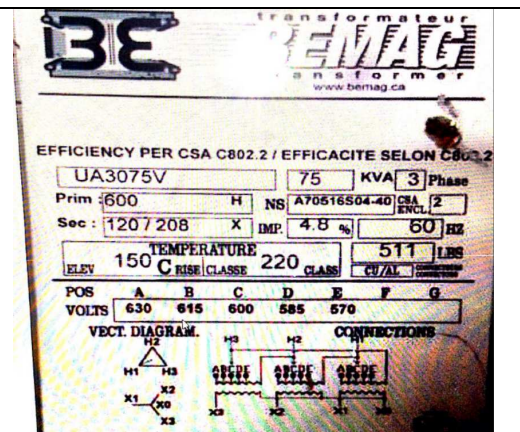 transformateur
BEMAG
transformer
www.bemag.ca
EFFICIENCY PER CSA C802.2 / EFFICACITE SELON C802.2
UA3075V 75 KVA 3 Phase
Prim : 600 H NS A70516S04-40 CSA ENCL. 2
Sec : 120/208 X IMP. 4.8 % 60 HZ
TEMPERATURE 511 LBS
ELEV 150 C RISE CLASSE 220 CLASS CU/AL
POS A B C D E F G
VOLTS 630 615 600 585 570
VECT. DIAGRAM. CONNECTIONS
H2 H3 H2 H1
H1 H3 ABCDE ABCDE ABCDE
X2
X1 X0 X3 X2 X1 X0
X3